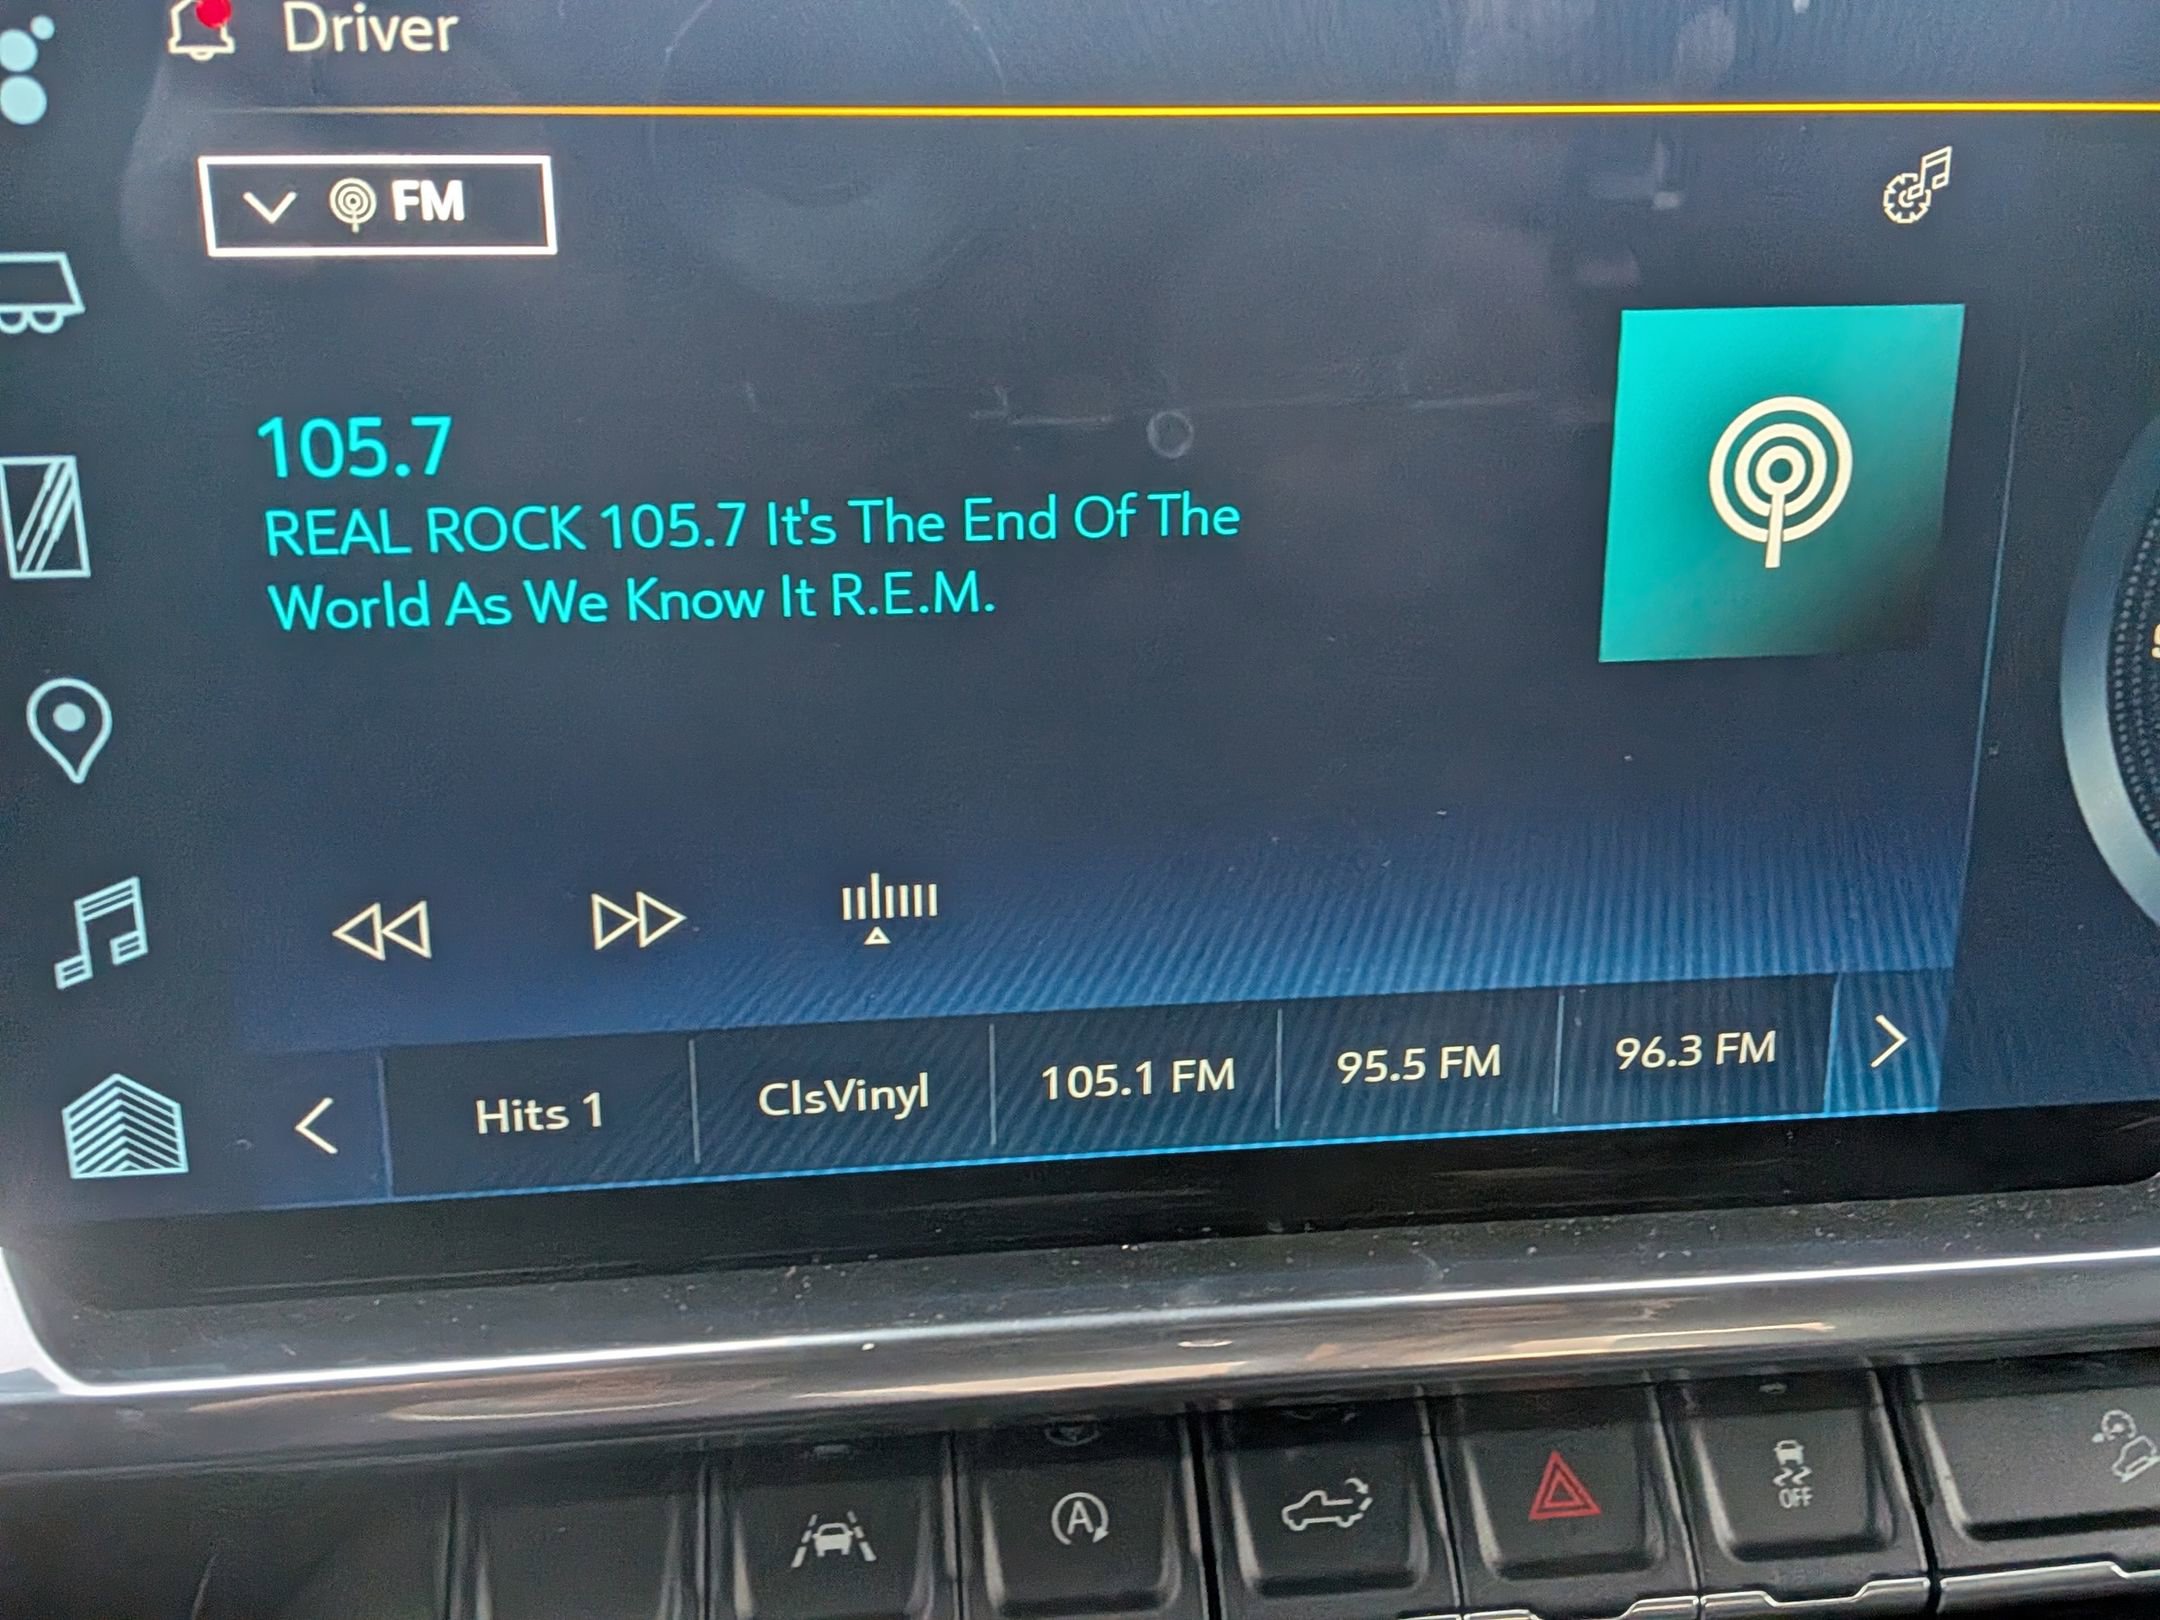 Driver
FM
105.7
REAL ROCK 105.7 It's The End Of The
World As We Know It R.E.M.
Hits 1
ClsVinyl
105.1 FM
95.5 FM
96.3 FM
A
OFF